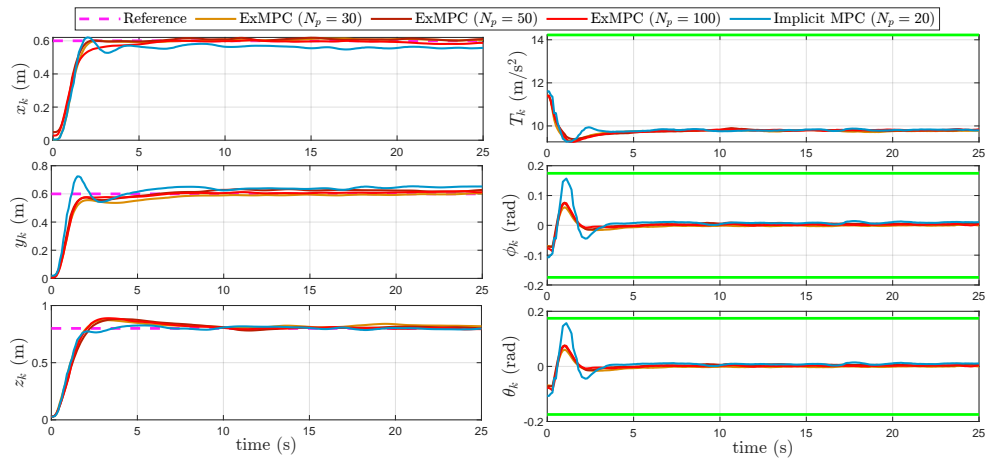 Reference ExMPC (N_p = 30) ExMPC (N_p = 50) ExMPC (N_p = 100) Implicit MPC (N_p = 20)
x_k (m)
0.6
0.4
0.2
0
0 5 10 15 20 25
T_k (m/s²)
14
12
10
0 5 10 15 20 25
y_k (m)
0.8
0.6
0.4
0.2
0
0 5 10 15 20 25
ϕ_k (rad)
0.2
0.1
0
-0.1
-0.2
0 5 10 15 20 25
z_k (m)
1
0.5
0
0 5 10 15 20 25
time (s)
θ_k (rad)
0.2
0
-0.2
0 5 10 15 20 25
time (s)